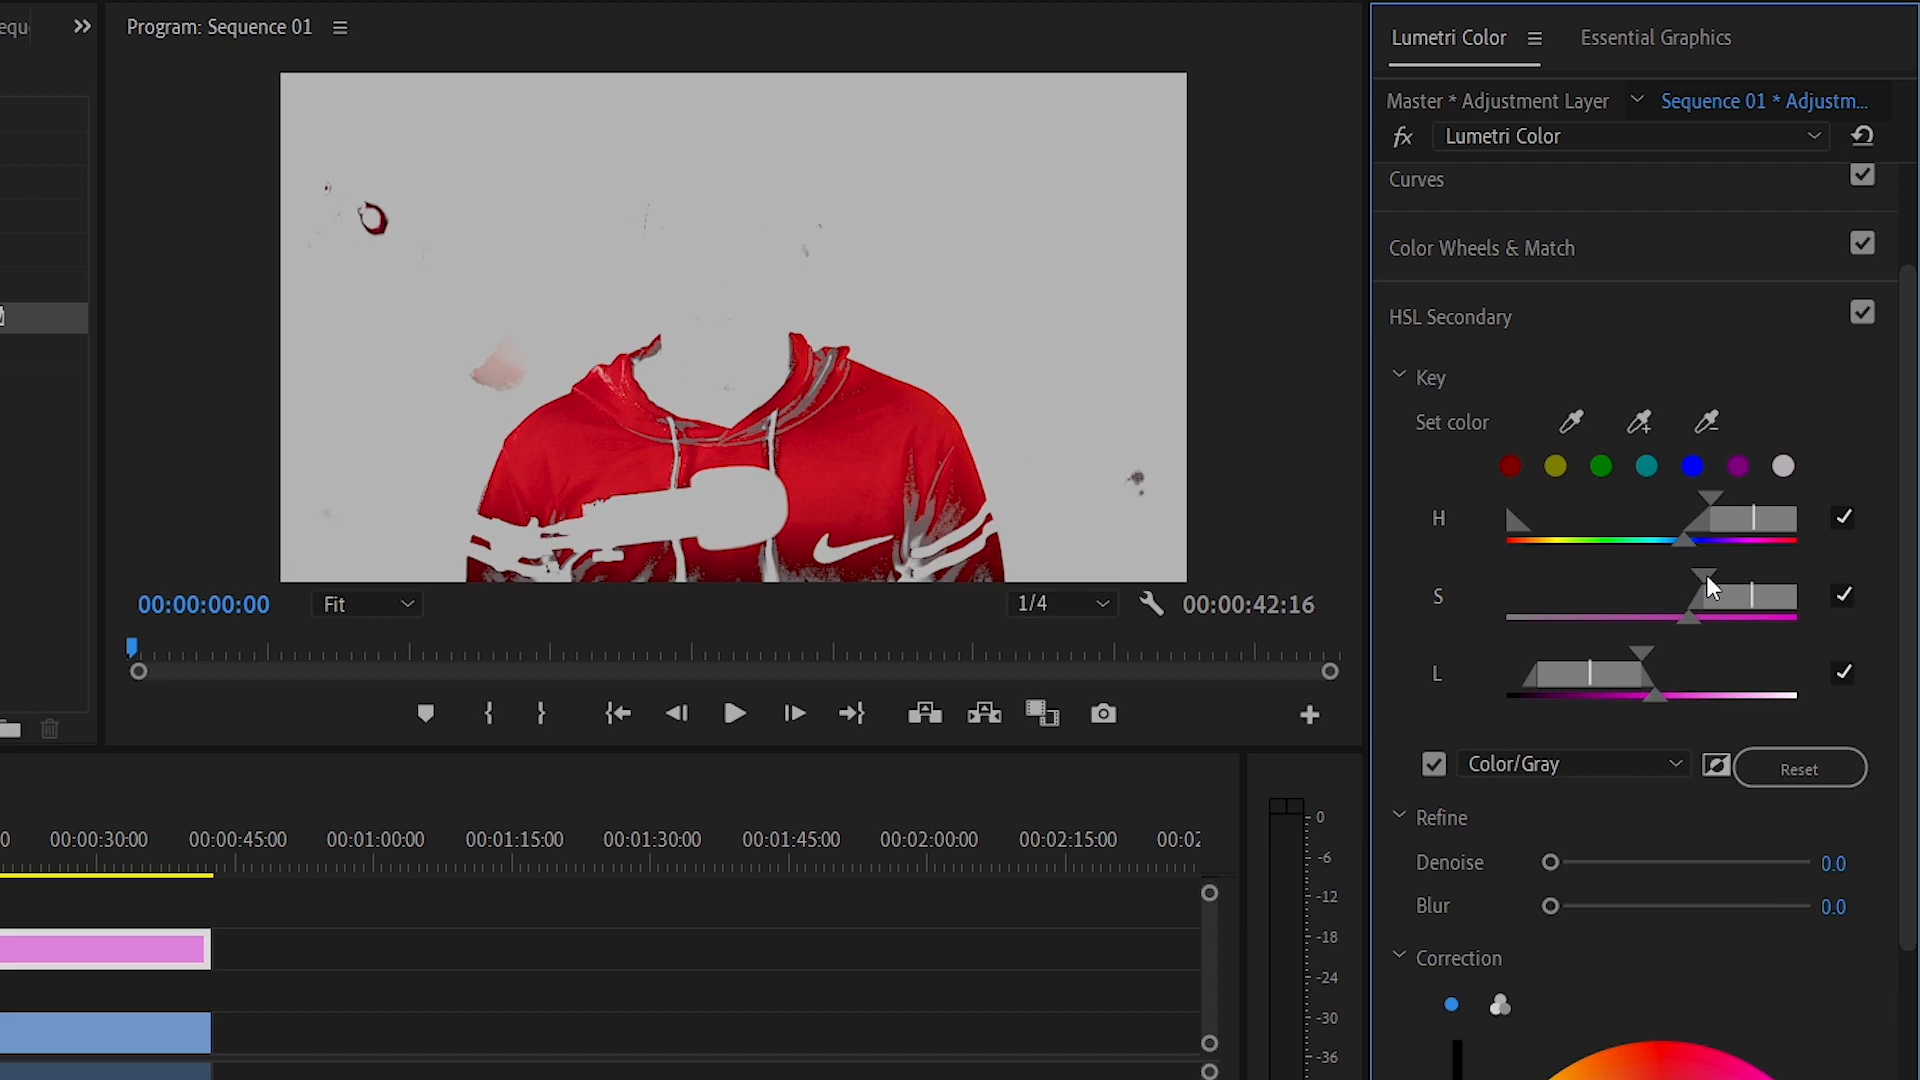 equ
Program: Sequence 01
Lumetri Color
Essential Graphics
Master * Adjustment Layer
Sequence 01 * Adjustm...
fx
Lumetri Color
Curves
Color Wheels & Match
HSL Secondary
Key
Set color
H
S
L
Color/Gray
Reset
Refine
Denoise
0.0
Blur
0.0
Correction
00:00:00:00
Fit
1/4
00:00:42:16
0
00:00:30:00
00:00:45:00
00:01:00:00
00:01:15:00
00:01:30:00
00:01:45:00
00:02:00:00
00:02:15:00
00:02
0
-6
-12
-18
-24
-30
-36